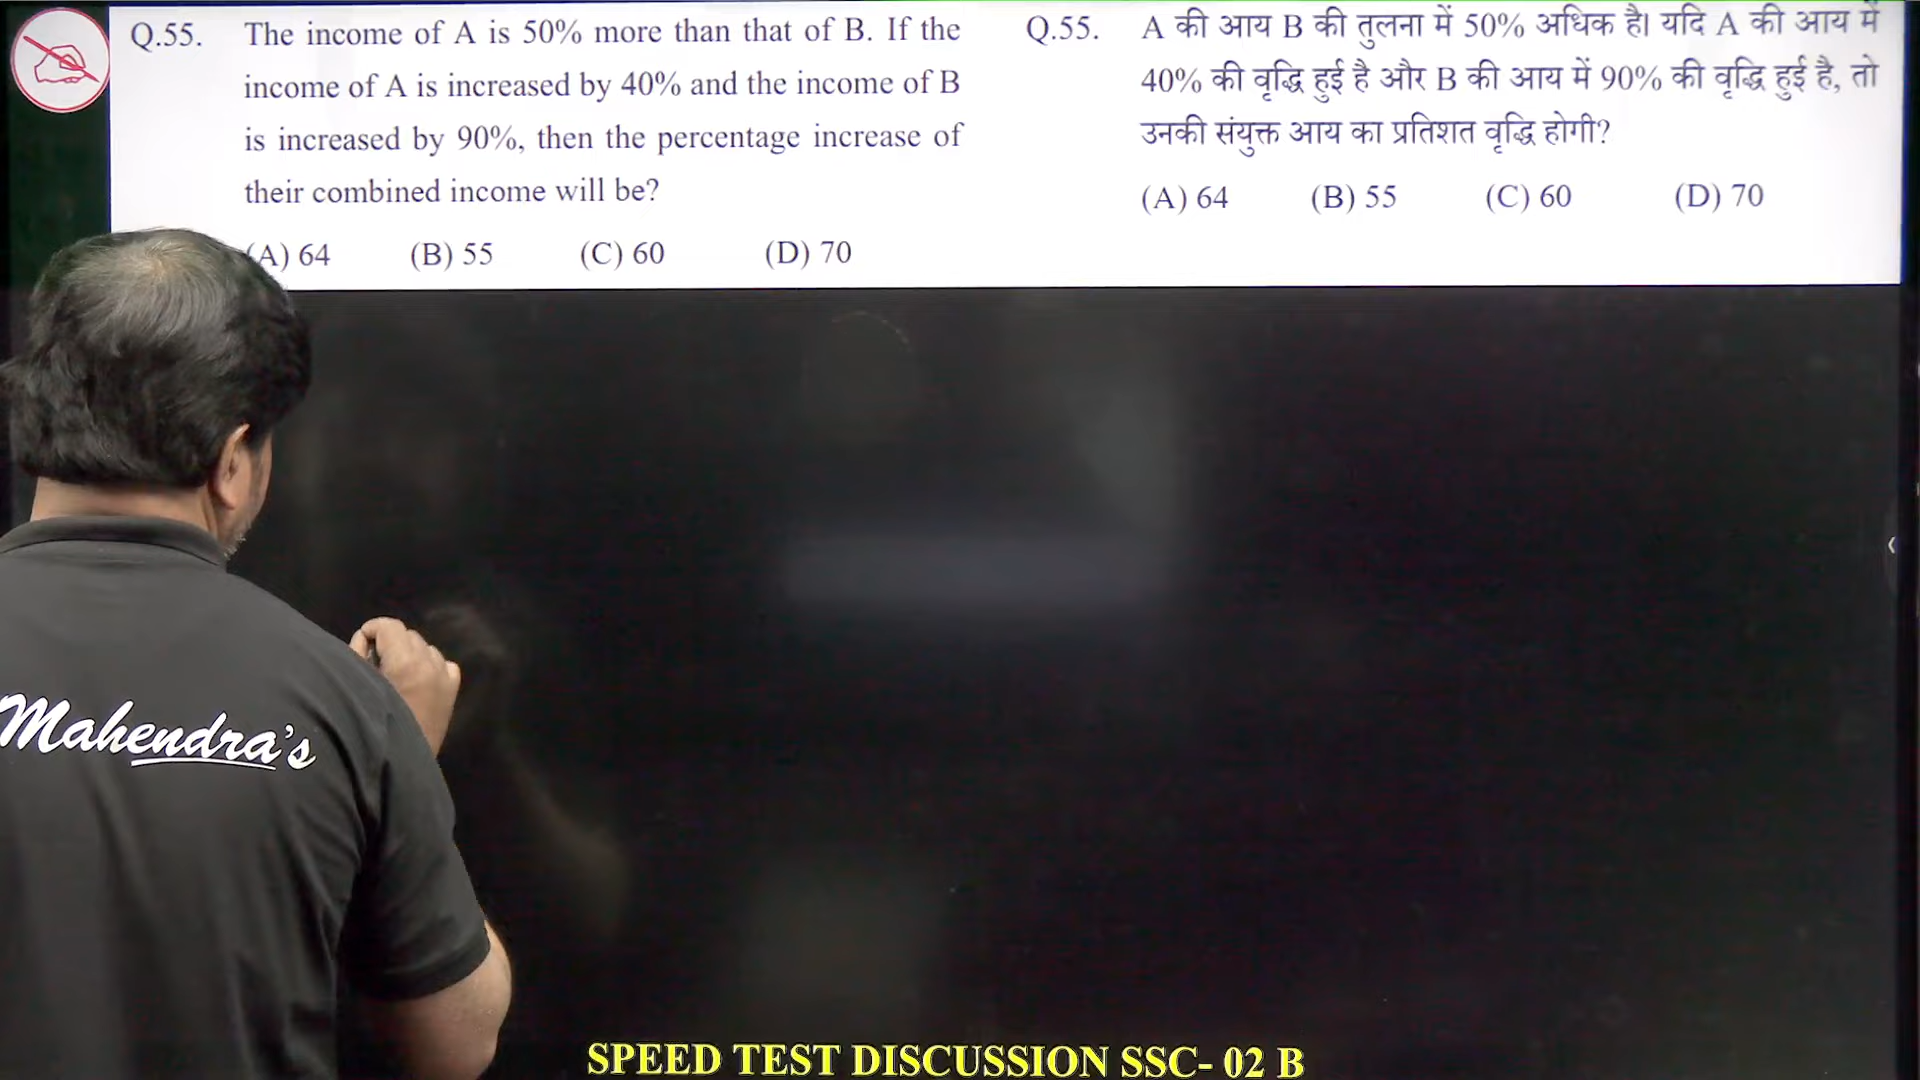 Q.55. The income of A is 50% more than that of B. If the
income of A is increased by 40% and the income of B
is increased by 90%, then the percentage increase of
their combined income will be?
(A) 64 (B) 55 (C) 60 (D) 70
Q.55. A की आय B की तुलना में 50% अधिक है। यदि A की आय में
40% की वृद्धि हुई है और B की आय में 90% की वृद्धि हुई है, तो
उनकी संयुक्त आय का प्रतिशत वृद्धि होगी?
(A) 64 (B) 55 (C) 60 (D) 70
Mahendra's
SPEED TEST DISCUSSION SSC- 02 B